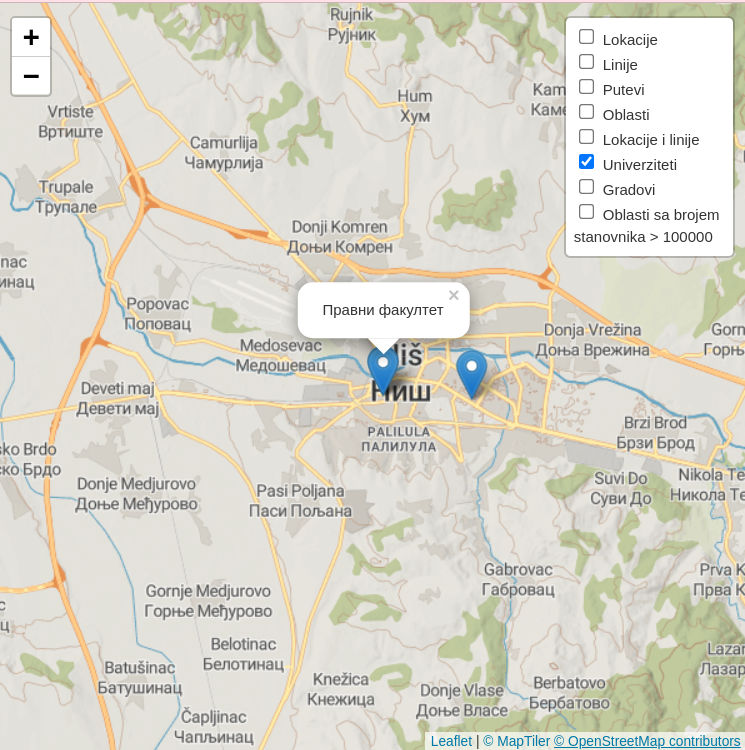 +
−
Rujnik
Рујник
Lokacije
Linije
Putevi
Oblasti
Lokacije i linije
Univerziteti
Gradovi
Oblasti sa brojem
stanovnika > 100000
Hum
Хум
Kam
Каме
Vrtište
Вртиште
Camurlija
Чамурлија
Trupale
Трупале
Donji Komren
Доњи Комрен
nac
инац
Popovac
Поповац
Правни факултет
×
Medosevac
Медошевац
Niš
Ниш
Donja Vrežina
Доња Врежина
Gorn
Горњ
Deveti maj
Девети мај
PALILULA
ПАЛИЛУЛА
Brzi Brod
Брзи Брод
sko Brdo
ско Брдо
Donje Medjurovo
Доње Међурово
Pasi Poljana
Паси Пољана
Suvi Do
Суви До
Nikola Te
Никола Те
Gabrovac
Габровац
Prva K
Прва К
Gornje Medjurovo
Горње Међурово
c
ц
Belotinac
Белотинац
Batušinac
Батушинац
Knežica
Кнежица
Donje Vlase
Доње Власе
Berbatovo
Бербатово
Lazar
Лазар
Čapljinac
Чапљинац
Leaflet | © MapTiler © OpenStreetMap contributors